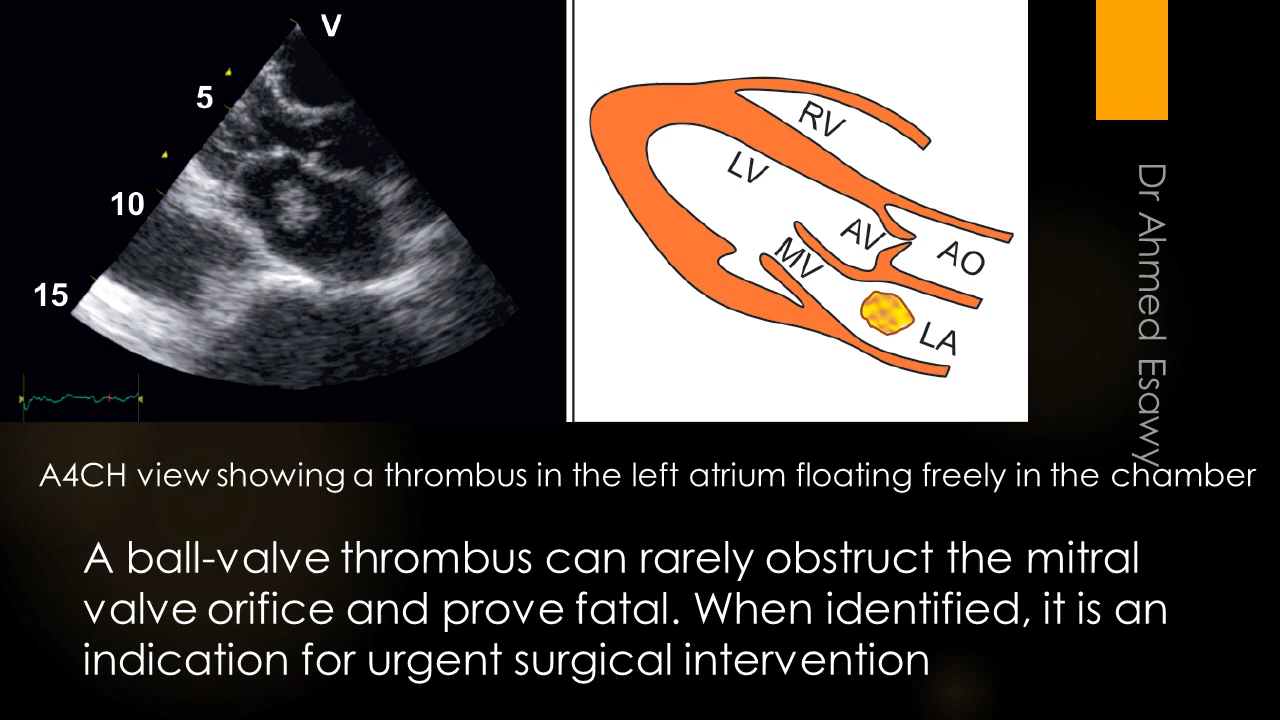 V
5
10
15
RV
LV
AV
MV
AO
LA
Dr Ahmed Esawy
A4CH view showing a thrombus in the left atrium floating freely in the chamber
A ball-valve thrombus can rarely obstruct the mitral
valve orifice and prove fatal. When identified, it is an
indication for urgent surgical intervention